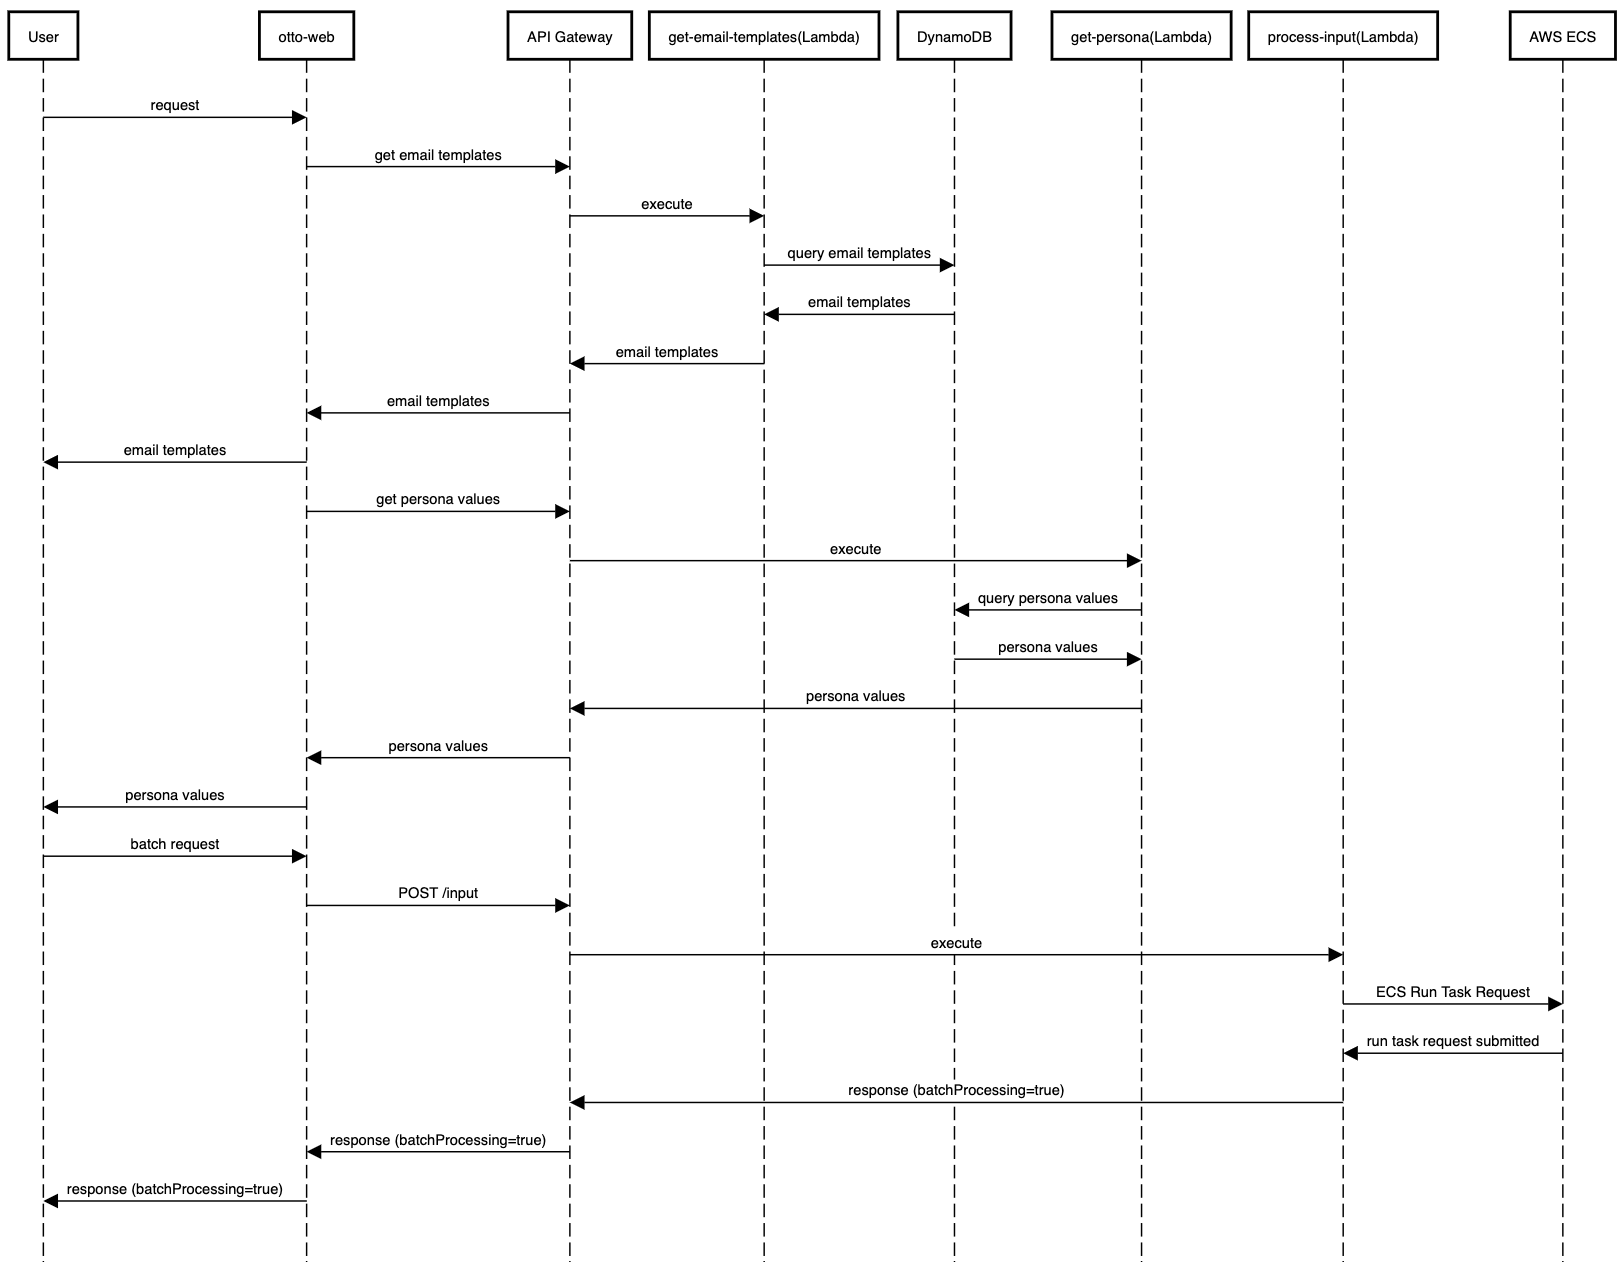 User
otto-web
API Gateway
get-email-templates(Lambda)
DynamoDB
get-persona(Lambda)
process-input(Lambda)
AWS ECS
request
get email templates
execute
query email templates
email templates
email templates
email templates
email templates
get persona values
execute
query persona values
persona values
persona values
persona values
persona values
batch request
POST /input
execute
ECS Run Task Request
run task request submitted
response (batchProcessing=true)
response (batchProcessing=true)
response (batchProcessing=true)